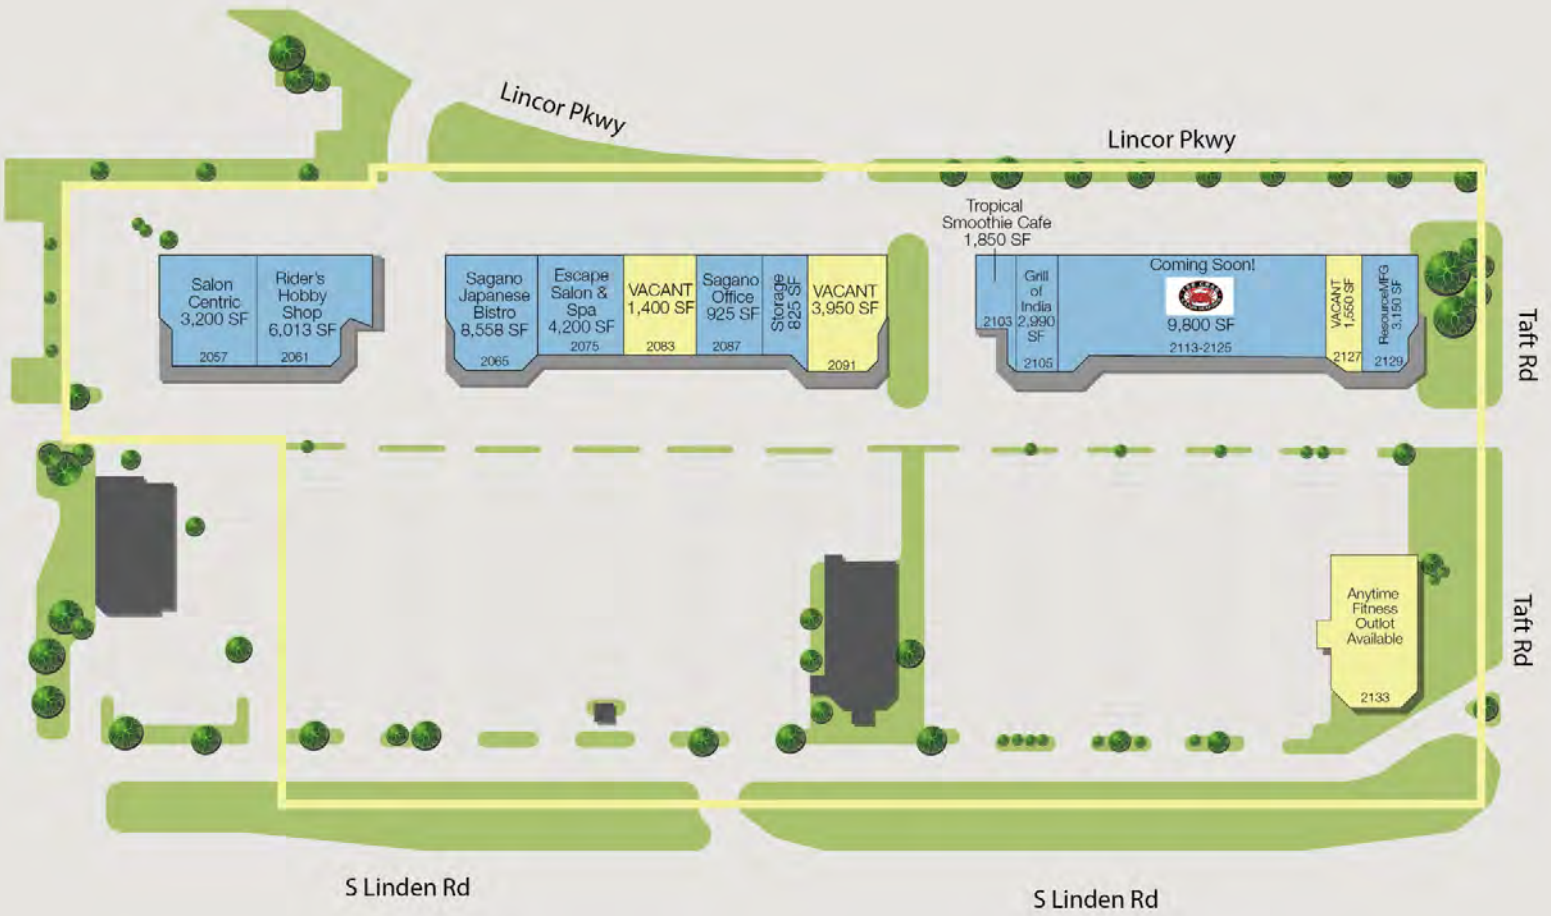 Lincor Pkwy
Lincor Pkwy
Salon
Centric
3,200 SF
2057
Rider's
Hobby
Shop
6,013 SF
2061
Sagano
Japanese
Bistro
8,558 SF
2065
Escape
Salon &
Spa
4,200 SF
2075
VACANT
1,400 SF
2083
Sagano
Office
925 SF
2087
Storage
825 SF
VACANT
3,950 SF
2091
Tropical
Smoothie Cafe
1,850 SF
2103
Grill
of
India
2,990
SF
2105
Coming Soon!
9,800 SF
2113-2125
VACANT
1,550 SF
2127
ResourceMFG
3,150 SF
2129
Taft Rd
Anytime
Fitness
Outlot
Available
2133
Taft Rd
S Linden Rd
S Linden Rd